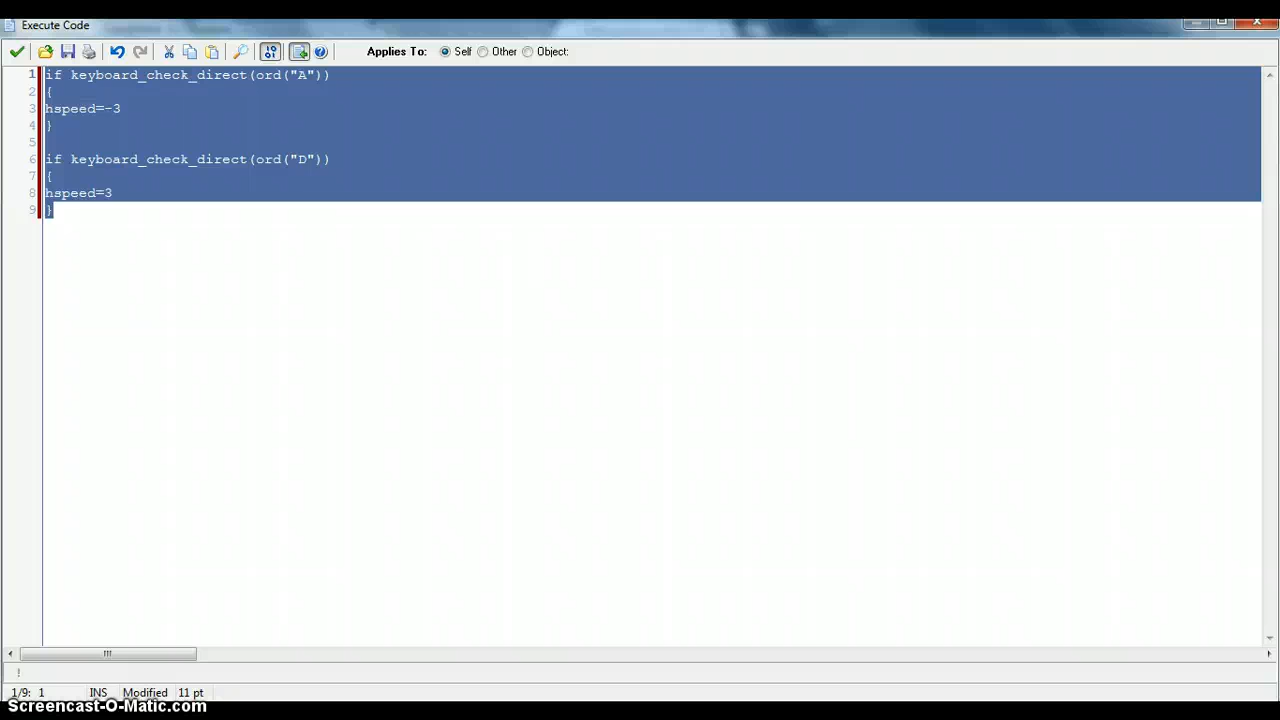 Execute Code
Applies To: Self Other Object:
1 if keyboard_check_direct(ord("A"))
2 {
3 hspeed=-3
4 }
5
6 if keyboard_check_direct(ord("D"))
7 {
8 hspeed=3
9 }
!
1/9: 1 INS Modified 11 pt
Screencast-O-Matic.com